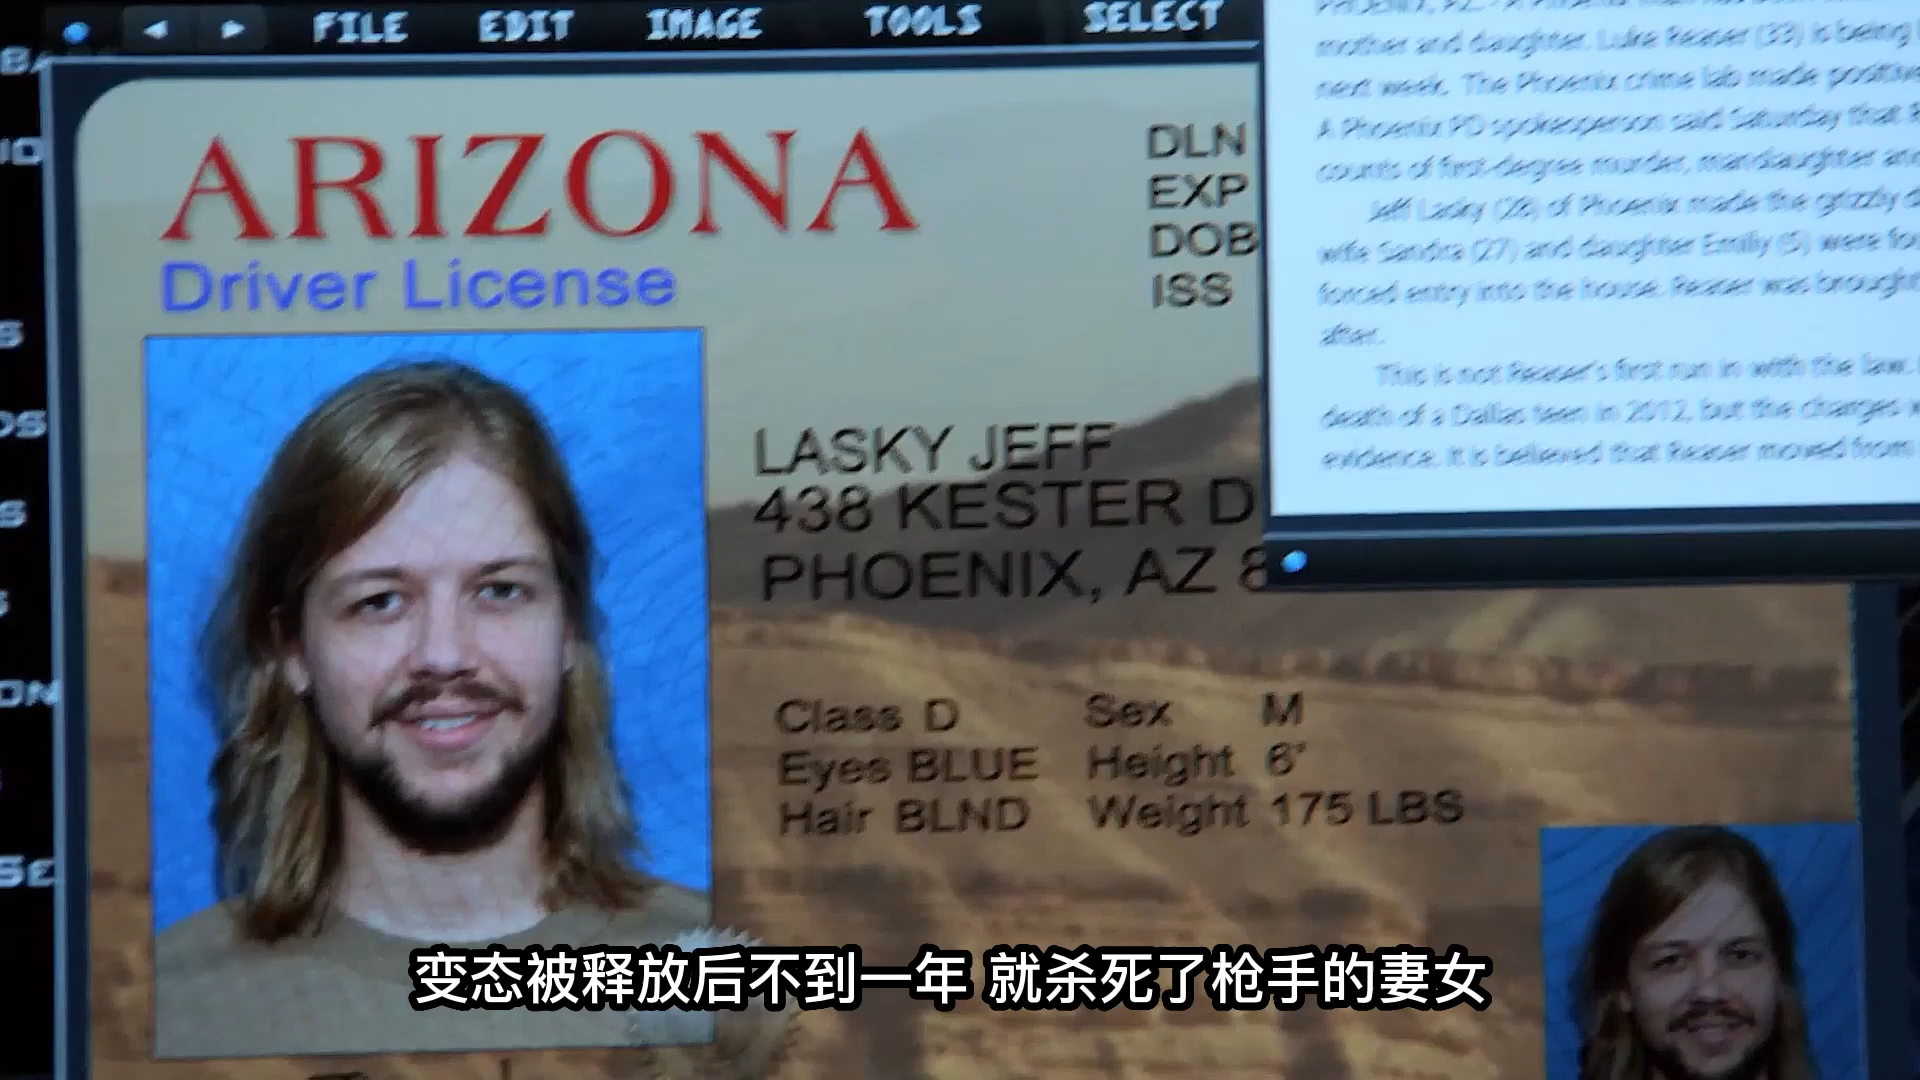 FILE EDIT IMAGE TOOLS SELECT
ARIZONA
Driver License
DLN
EXP
DOB
ISS
LASKY JEFF
438 KESTER D
PHOENIX, AZ 8
Class D Sex M
Eyes BLUE Height 6'
Hair BLND Weight 175 LBS
mother and daughter. Luke Reaser (33) is being
next week. The Phoenix crime lab made positive
A Phoenix PD spokesperson said Saturday that R
counts of first-degree murder, manslaughter an
Jeff Lasky (28) of Phoenix made the grizzly d
wife Sandra (27) and daughter Emily (5) were fou
forced entry into the house. Reaser was brought
after.
This is not Reaser's first run in with the law.
death of a Dallas teen in 2012, but the charges w
evidence. It is believed that Reaser moved from
变态被释放后不到一年 就杀死了枪手的妻女